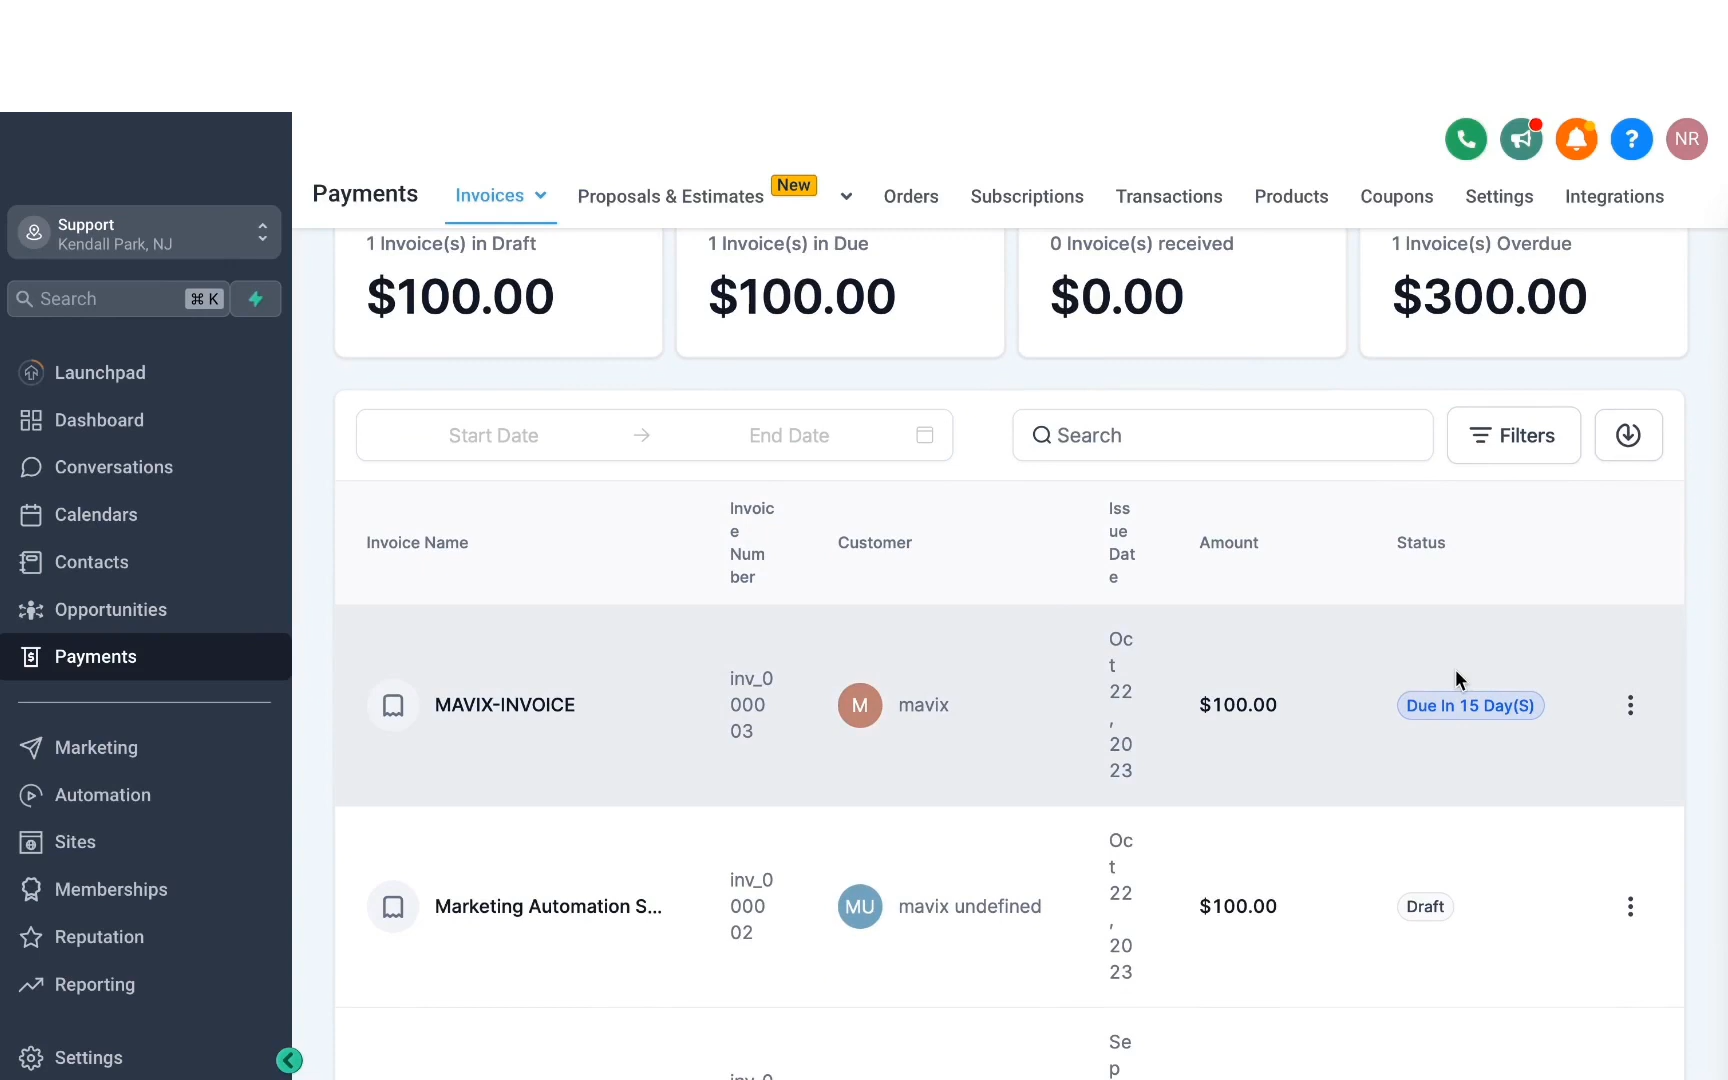 NR
Payments
Invoices
Proposals & Estimates
New
Orders
Subscriptions
Transactions
Products
Coupons
Settings
Integrations
Support
Kendall Park, NJ
Search
⌘ K
Launchpad
Dashboard
Conversations
Calendars
Contacts
Opportunities
Payments
Marketing
Automation
Sites
Memberships
Reputation
Reporting
Settings
1 Invoice(s) in Draft
$100.00
1 Invoice(s) in Due
$100.00
0 Invoice(s) received
$0.00
1 Invoice(s) Overdue
$300.00
Start Date
End Date
Search
Filters
Invoice Name
Invoic
e
Num
ber
Customer
Iss
ue
Dat
e
Amount
Status
MAVIX-INVOICE
inv_0
000
03
M
mavix
Oc
t
22
,
20
23
$100.00
Due In 15 Day(S)
Marketing Automation S...
inv_0
000
02
MU
mavix undefined
Oc
t
22
,
20
23
$100.00
Draft
inv_0
Se
p